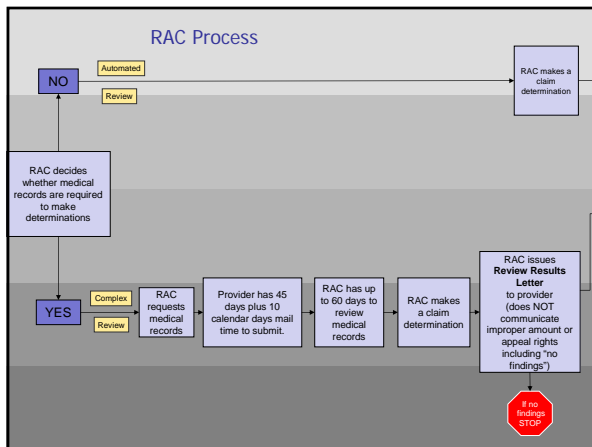 RAC Process
NO
Automated
Review
RAC makes a
claim
determination
RAC decides
whether medical
records are required
to make
determinations
YES
Complex
Review
RAC
requests
medical
records
Provider has 45
days plus 10
calendar days mail
time to submit.
RAC has up
to 60 days to
review
medical
records
RAC makes
a claim
determination
RAC issues
Review Results
Letter
to provider
(does NOT
communicate
improper amount or
appeal rights
including “no
findings”)
If no
findings
STOP